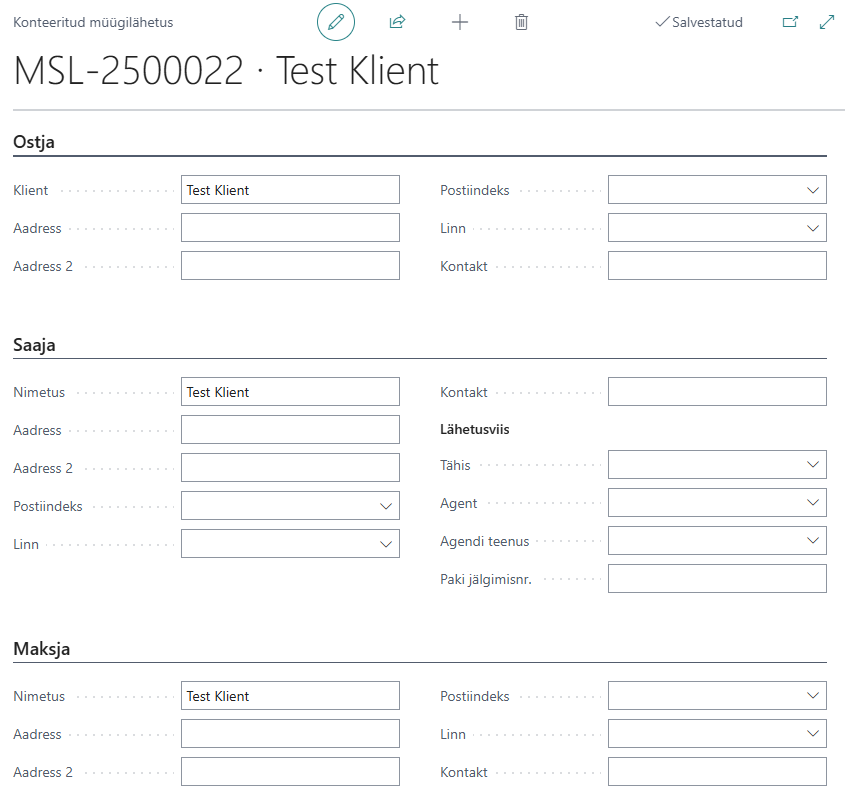 Konteeritud müügilähetus
Salvestatud
MSL-2500022 · Test Klient
Ostja
Klient
Test Klient
Postiindeks
Aadress
Linn
Aadress 2
Kontakt
Saaja
Nimetus
Test Klient
Kontakt
Aadress
Lähetusviis
Aadress 2
Tähis
Postiindeks
Agent
Linn
Agendi teenus
Paki jälgimisnr.
Maksja
Nimetus
Test Klient
Postiindeks
Aadress
Linn
Aadress 2
Kontakt